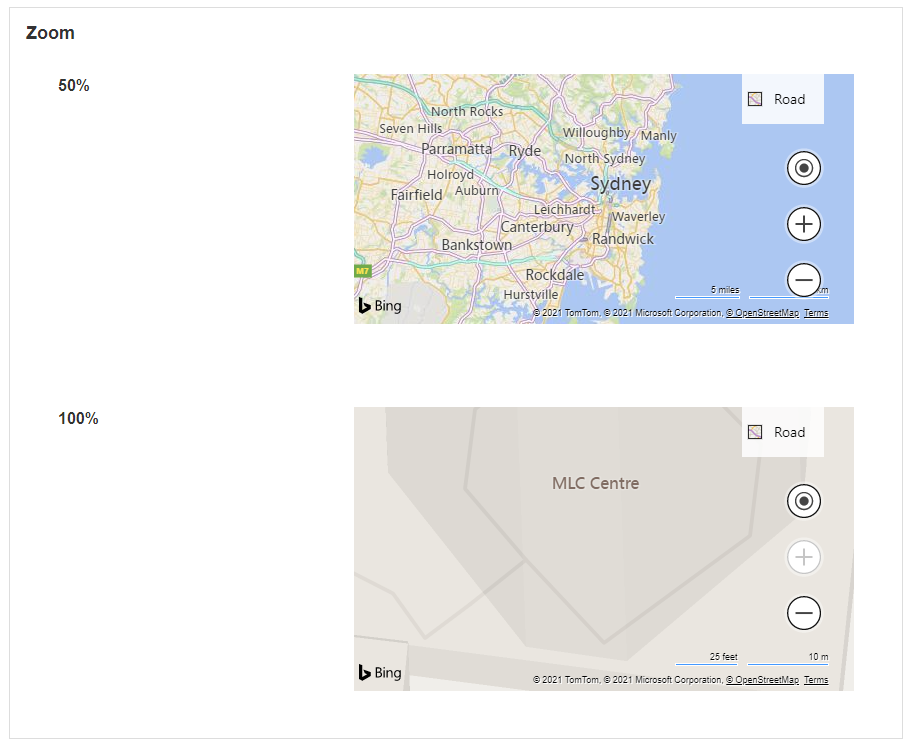 Zoom
50%
Road
North Rocks
Seven Hills
Willoughby
Manly
Parramatta
Ryde
North Sydney
Holroyd
Sydney
Fairfield
Auburn
Leichhardt
Waverley
Canterbury
Randwick
Bankstown
M7
Rockdale
Hurstville
5 miles
km
Bing
© 2021 TomTom, © 2021 Microsoft Corporation, © OpenStreetMap Terms
100%
Road
MLC Centre
25 feet
10 m
Bing
© 2021 TomTom, © 2021 Microsoft Corporation, © OpenStreetMap Terms